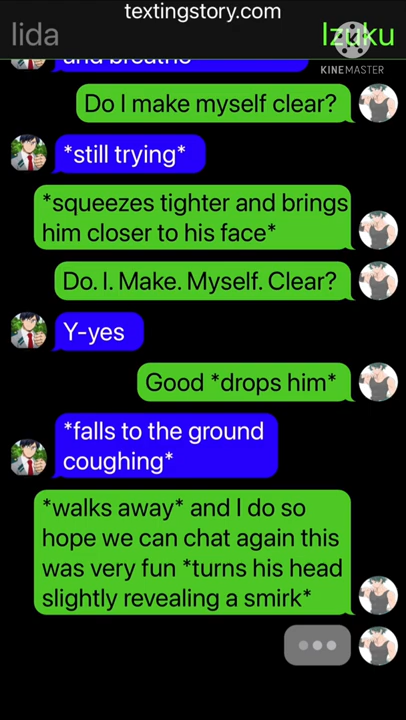 textingstory.com
Iida
Izuku
KINEMASTER
and breathe
Do I make myself clear?
*still trying*
*squeezes tighter and brings
him closer to his face*
Do. I. Make. Myself. Clear?
Y-yes
Good *drops him*
*falls to the ground
coughing*
*walks away* and I do so
hope we can chat again this
was very fun *turns his head
slightly revealing a smirk*